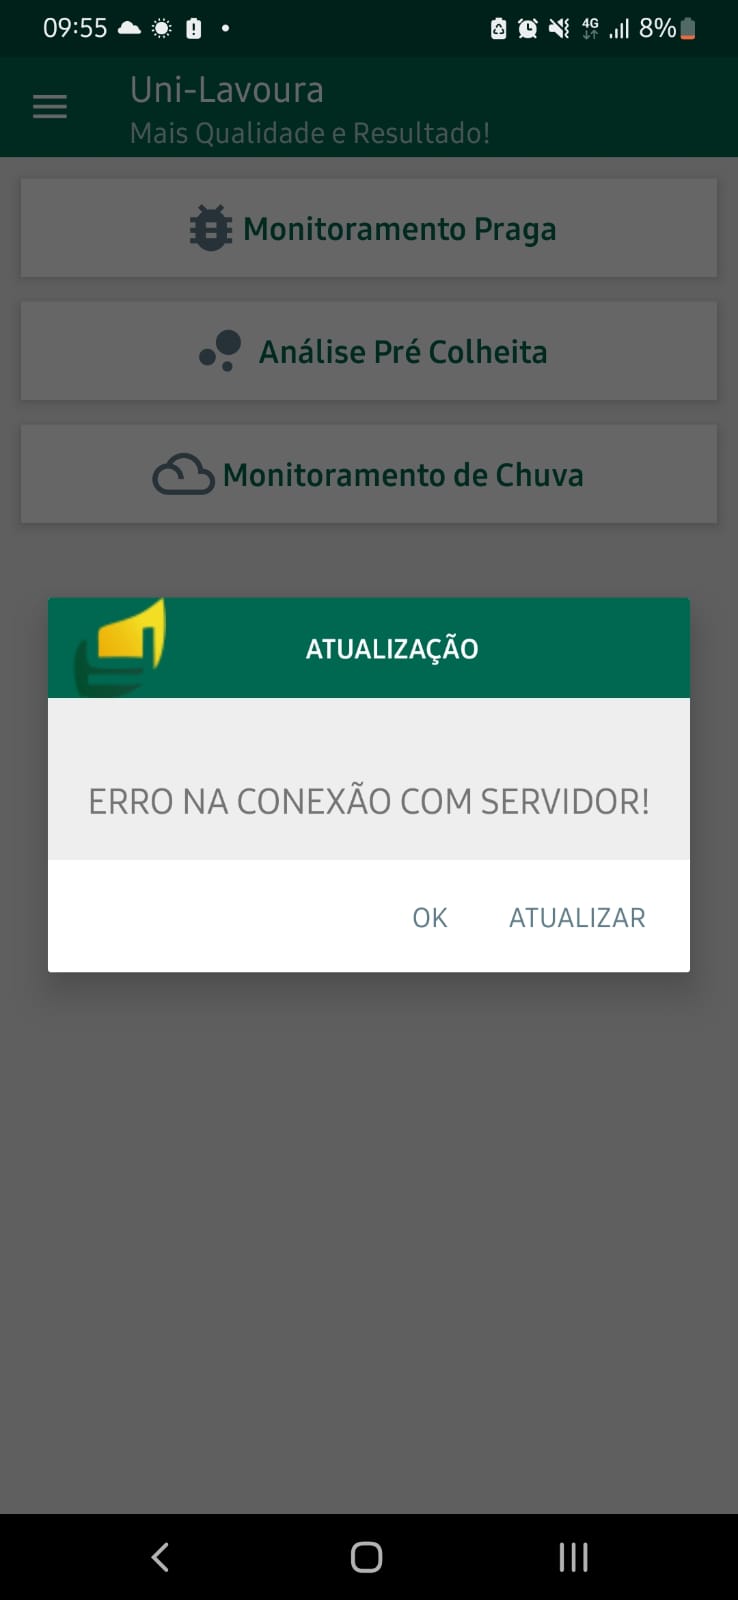 09:55
4G
8%
Uni-Lavoura
Mais Qualidade e Resultado!
Monitoramento Praga
Análise Pré Colheita
Monitoramento de Chuva
ATUALIZAÇÃO
ERRO NA CONEXÃO COM SERVIDOR!
OK ATUALIZAR